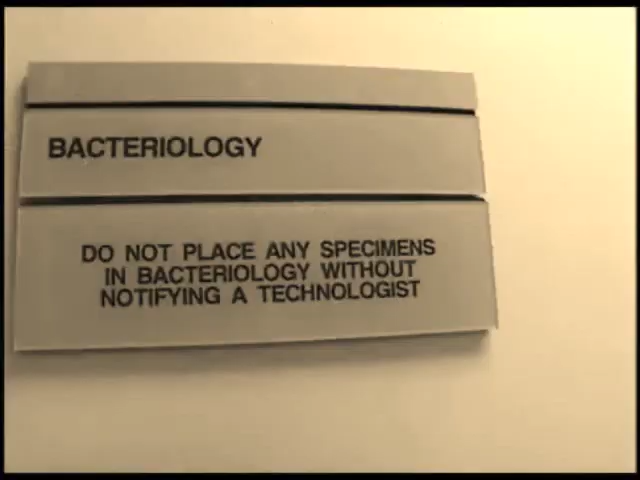 BACTERIOLOGY
DO NOT PLACE ANY SPECIMENS
IN BACTERIOLOGY WITHOUT
NOTIFYING A TECHNOLOGIST